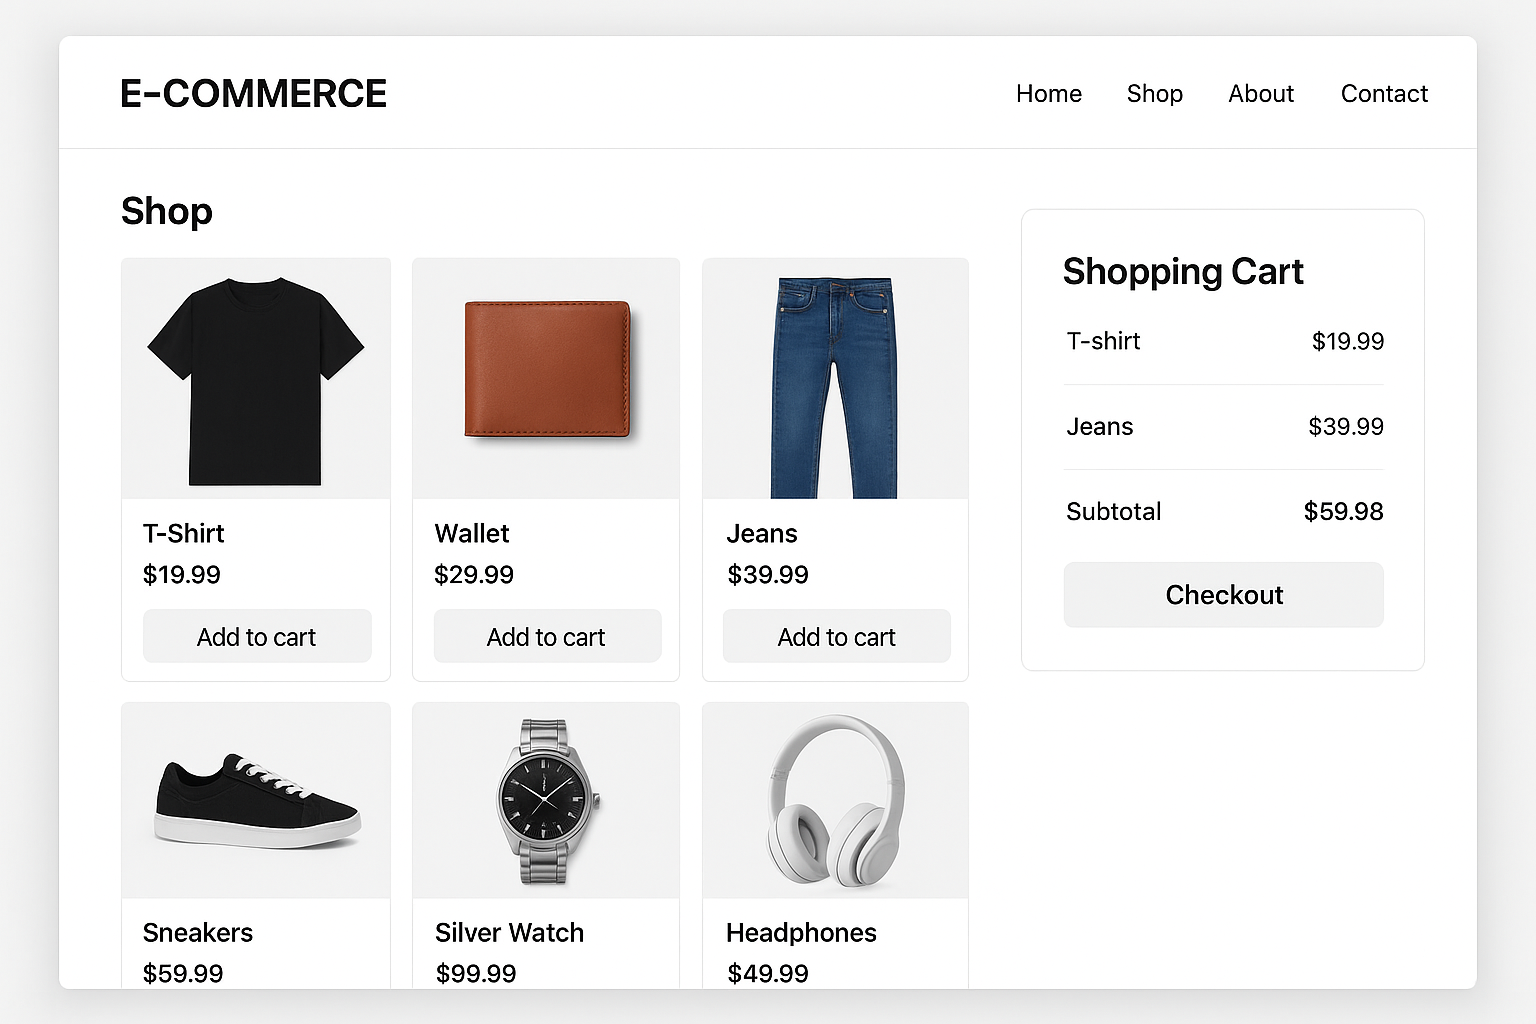 E-COMMERCE
Home Shop About Contact
Shop
T-Shirt
$19.99
Add to cart
Wallet
$29.99
Add to cart
Jeans
$39.99
Add to cart
Sneakers
$59.99
Silver Watch
$99.99
Headphones
$49.99
Shopping Cart
T-shirt $19.99
Jeans $39.99
Subtotal $59.98
Checkout